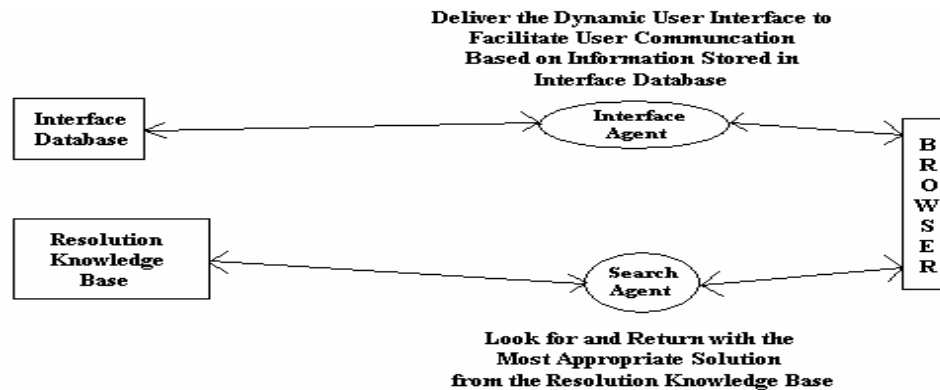 Deliver the Dynamic User Interface to
Facilitate User Communcation
Based on Information Stored in
Interface Database
Interface
Database
Interface
Agent
B
R
O
W
S
E
R
Resolution
Knowledge
Base
Search
Agent
Look for and Return with the
Most Appropriate Solution
from the Resolution Knowledge Base